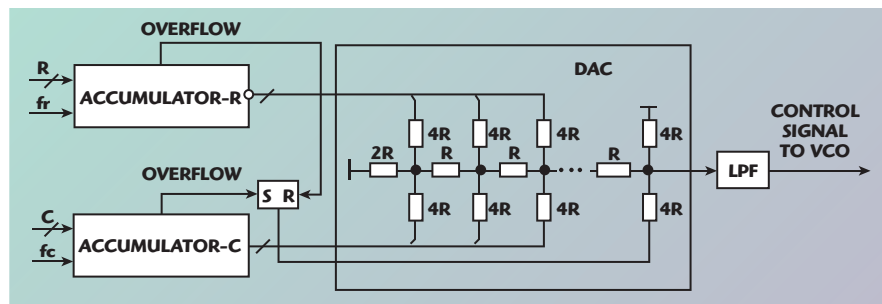 OVERFLOW
R
fr
ACCUMULATOR-R
DAC
4R 4R 4R 4R
2R R R R
CONTROL
SIGNAL
TO VCO
LPF
OVERFLOW
S R
4R 4R 4R 4R
C
fc
ACCUMULATOR-C